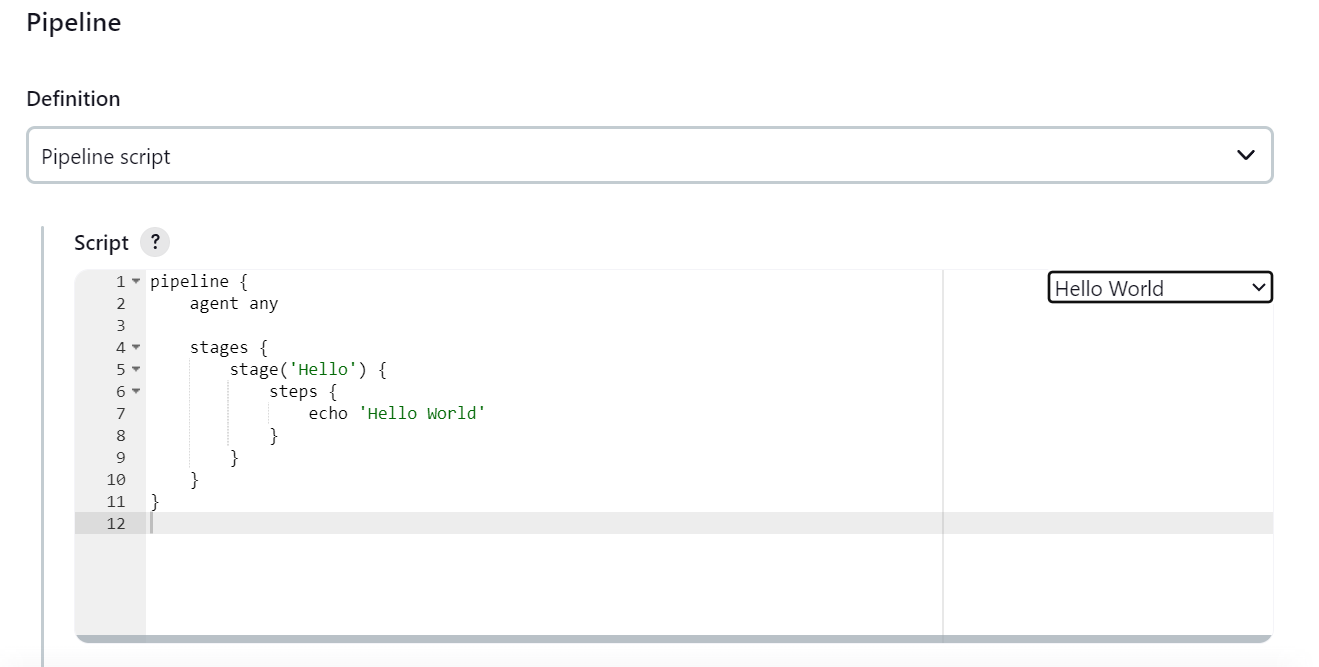 Pipeline
Definition
Pipeline script
Script ?
Hello World
1 pipeline {
2     agent any
3
4     stages {
5         stage('Hello') {
6             steps {
7                 echo 'Hello World'
8             }
9         }
10     }
11 }
12